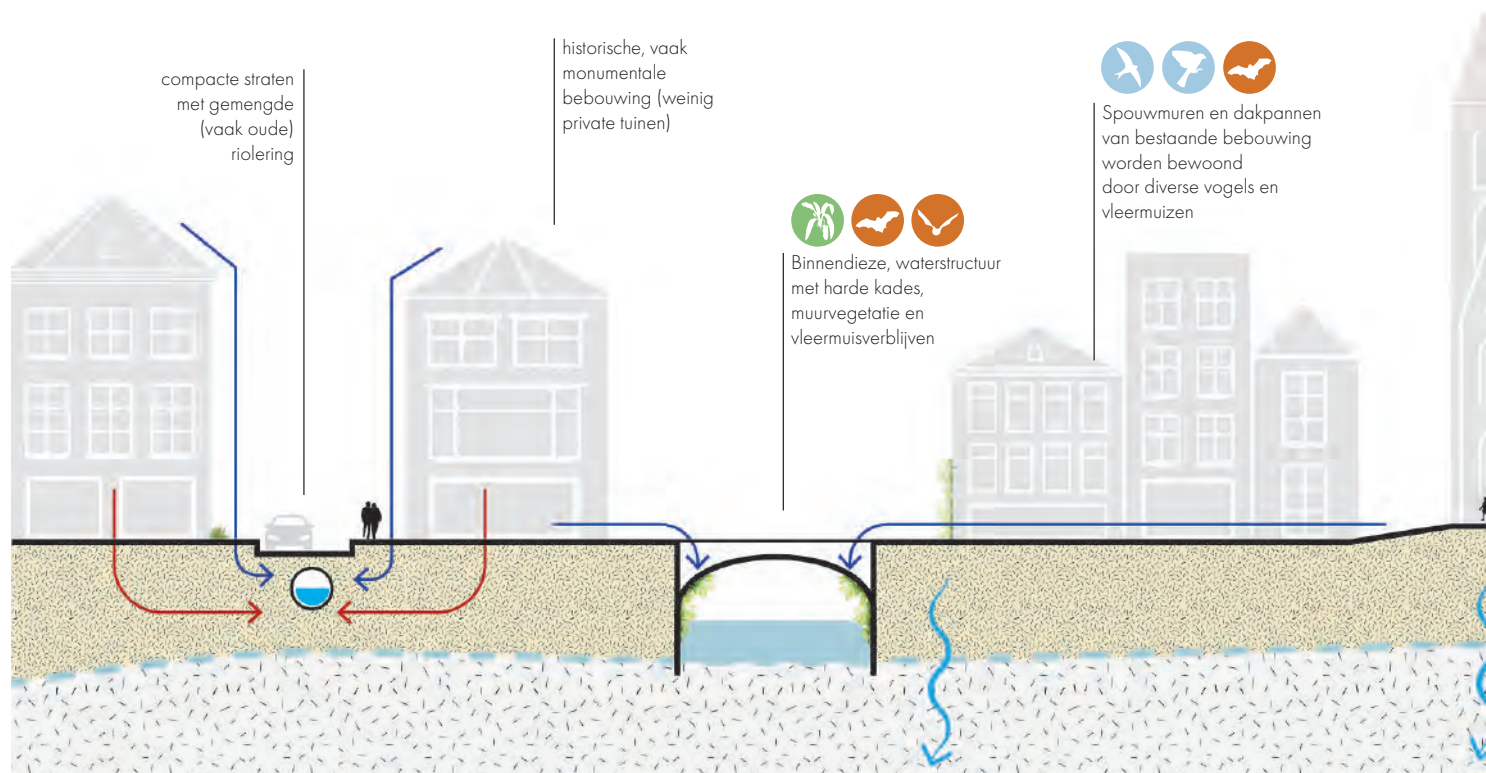 compacte straten
met gemengde
(vaak oude)
riolering
historische, vaak
monumentale
bebouwing (weinig
private tuinen)
Binnendieze, waterstructuur
met harde kades,
muurvegetatie en
vleermuisverblijven
Spouwmuren en dakpannen
van bestaande bebouwing
worden bewoond
door diverse vogels en
vleermuizen